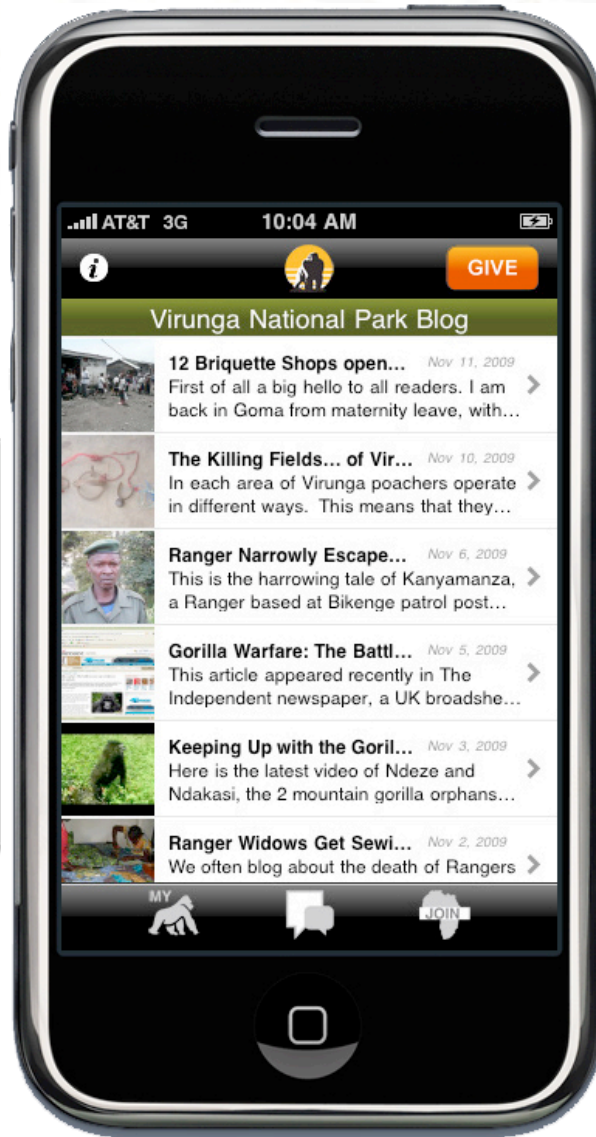 AT&T 3G 10:04 AM
i GIVE
Virunga National Park Blog
12 Briquette Shops open... Nov 11, 2009
First of all a big hello to all readers. I am
back in Goma from maternity leave, with...
The Killing Fields... of Vir... Nov 10, 2009
In each area of Virunga poachers operate
in different ways. This means that they...
Ranger Narrowly Escape... Nov 6, 2009
This is the harrowing tale of Kanyamanza,
a Ranger based at Bikenge patrol post...
Gorilla Warfare: The Battl... Nov 5, 2009
This article appeared recently in The
Independent newspaper, a UK broadshe...
Keeping Up with the Goril... Nov 3, 2009
Here is the latest video of Ndeze and
Ndakasi, the 2 mountain gorilla orphans...
Ranger Widows Get Sewi... Nov 2, 2009
We often blog about the death of Rangers
MY JOIN